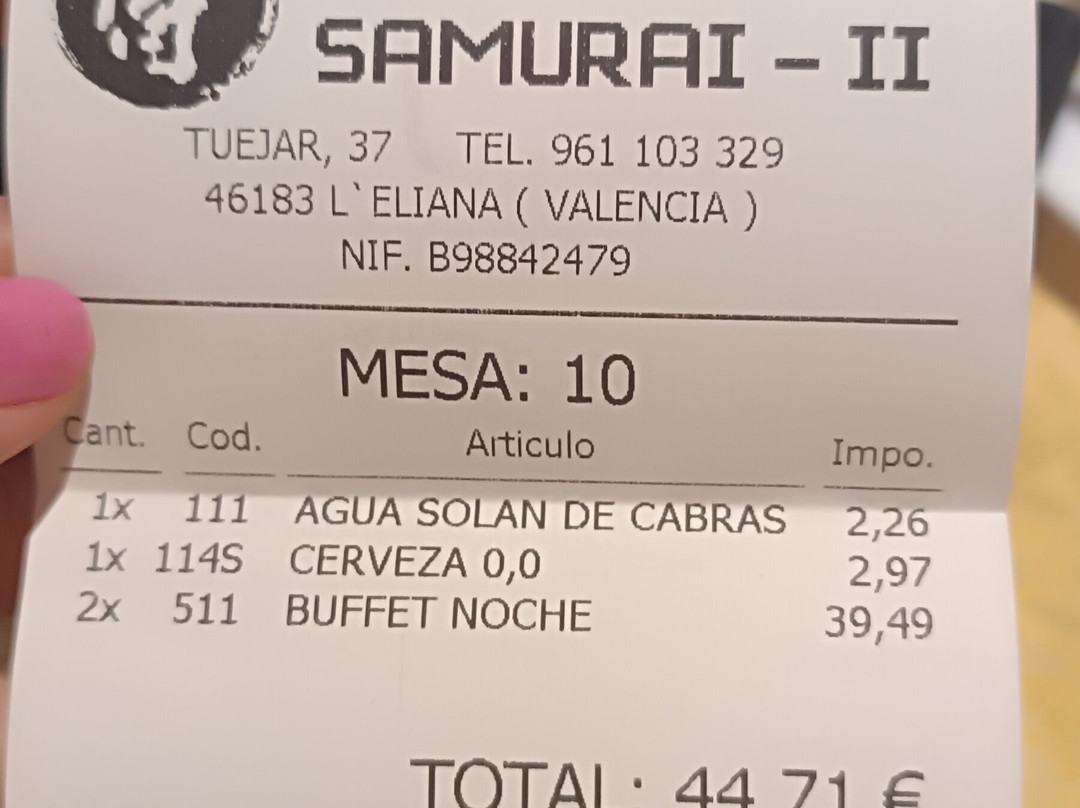 SAMURAI - II
TUEJAR, 37 TEL. 961 103 329
46183 L`ELIANA ( VALENCIA )
NIF. B98842479
MESA: 10
Cant. Cod. Articulo Impo.
1x 111 AGUA SOLAN DE CABRAS 2,26
1x 114S CERVEZA 0,0 2,97
2x 511 BUFFET NOCHE 39,49
TOTAL: 44,71 €